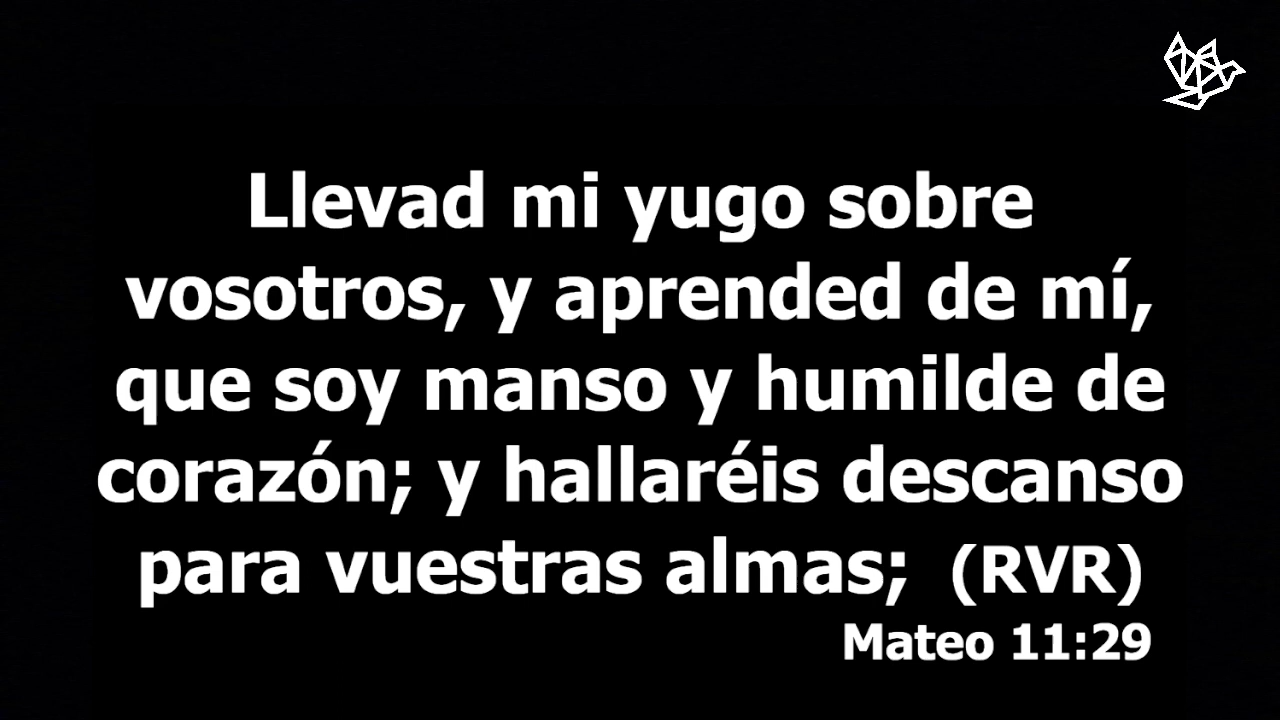 Llevad mi yugo sobre
vosotros, y aprended de mí,
que soy manso y humilde de
corazón; y hallaréis descanso
para vuestras almas; (RVR)
Mateo 11:29